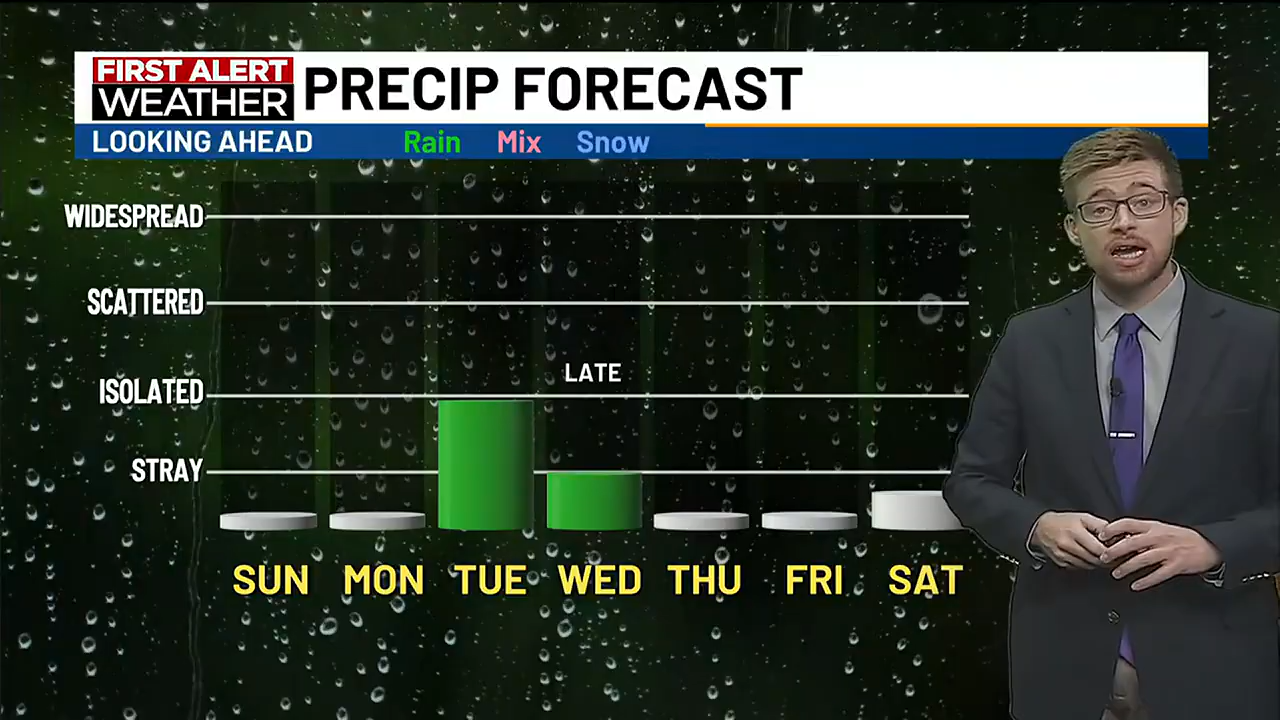 FIRST ALERT
WEATHER
PRECIP FORECAST
LOOKING AHEAD Rain Mix Snow
WIDESPREAD
SCATTERED
LATE
ISOLATED
STRAY
SUN MON TUE WED THU FRI SAT